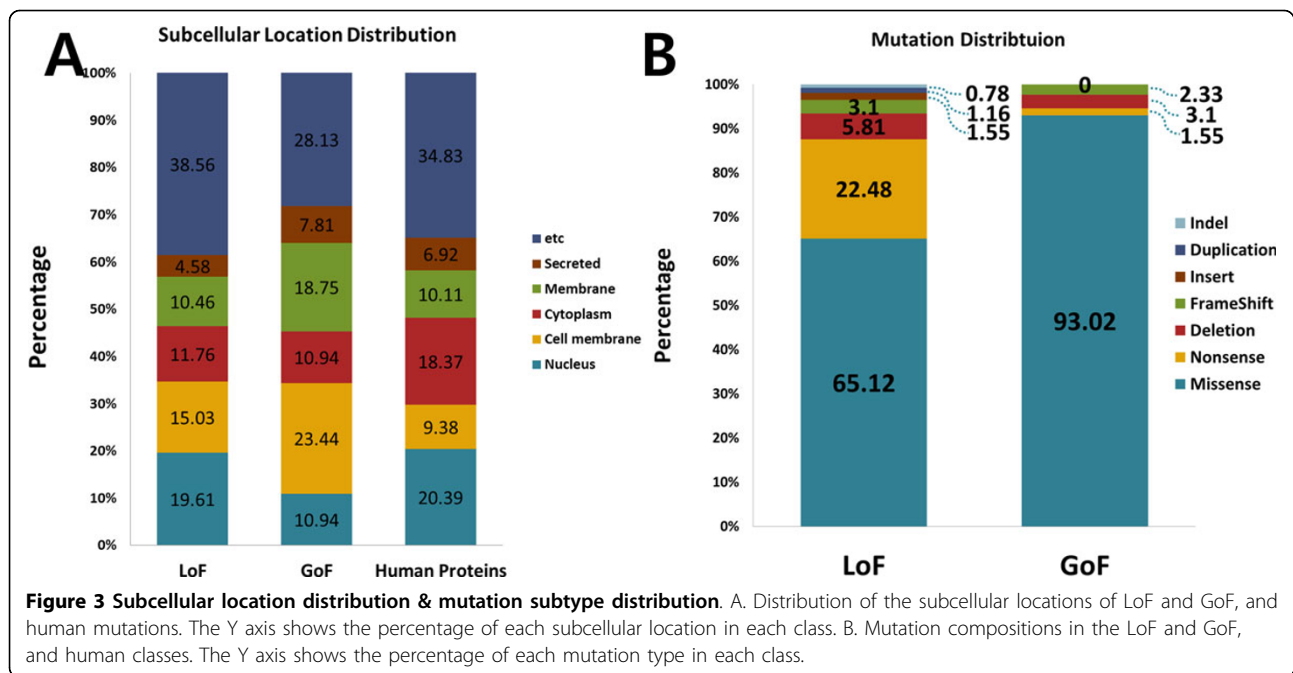 A
Subcellular Location Distribution
100%
90%
80%
70%
60%
50%
40%
30%
20%
10%
0%
Percentage
38.56
4.58
10.46
11.76
15.03
19.61
28.13
7.81
18.75
10.94
23.44
10.94
34.83
6.92
10.11
18.37
9.38
20.39
LoF
GoF
Human Proteins
etc
Secreted
Membrane
Cytoplasm
Cell membrane
Nucleus
B
Mutation Distribtuion
100%
90%
80%
70%
60%
50%
40%
30%
20%
10%
0%
Percentage
0.78
1.16
1.55
3.1
5.81
22.48
65.12
0
2.33
3.1
1.55
93.02
LoF
GoF
Indel
Duplication
Insert
FrameShift
Deletion
Nonsense
Missense
Figure 3 Subcellular location distribution & mutation subtype distribution. A. Distribution of the subcellular locations of LoF and GoF, and
human mutations. The Y axis shows the percentage of each subcellular location in each class. B. Mutation compositions in the LoF and GoF,
and human classes. The Y axis shows the percentage of each mutation type in each class.